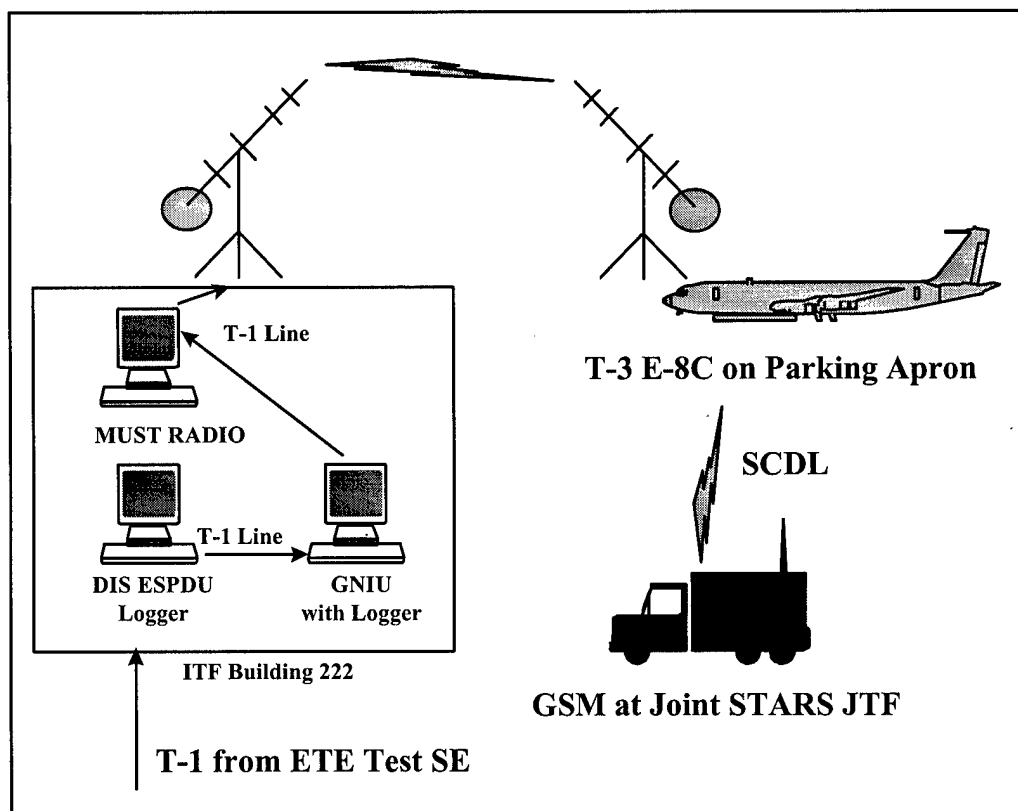 T-1 Line
MUST RADIO
T-3 E-8C on Parking Apron
SCDL
T-1 Line
DIS ESPDU
Logger
GNIU
with Logger
ITF Building 222
GSM at Joint STARS JTF
T-1 from ETE Test SE